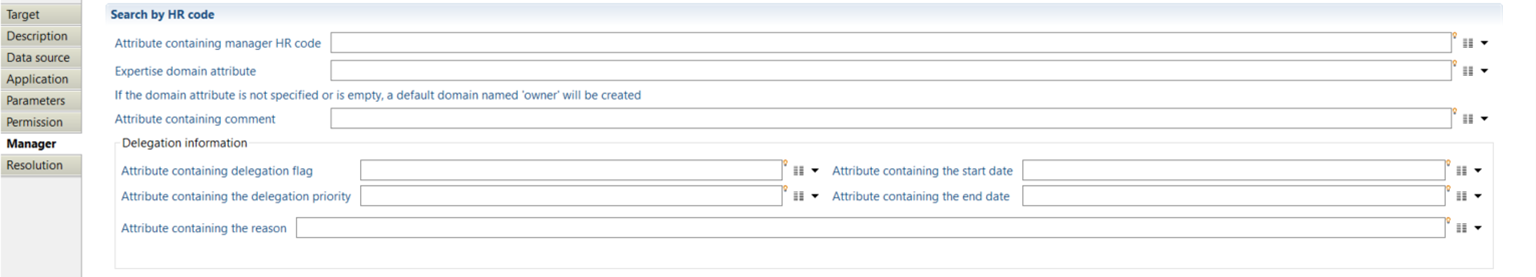 Target
Description
Data source
Application
Parameters
Permission
Manager
Resolution
Search by HR code
Attribute containing manager HR code
Expertise domain attribute
If the domain attribute is not specified or is empty, a default domain named 'owner' will be created
Attribute containing comment
Delegation information
Attribute containing delegation flag
Attribute containing the start date
Attribute containing the delegation priority
Attribute containing the end date
Attribute containing the reason